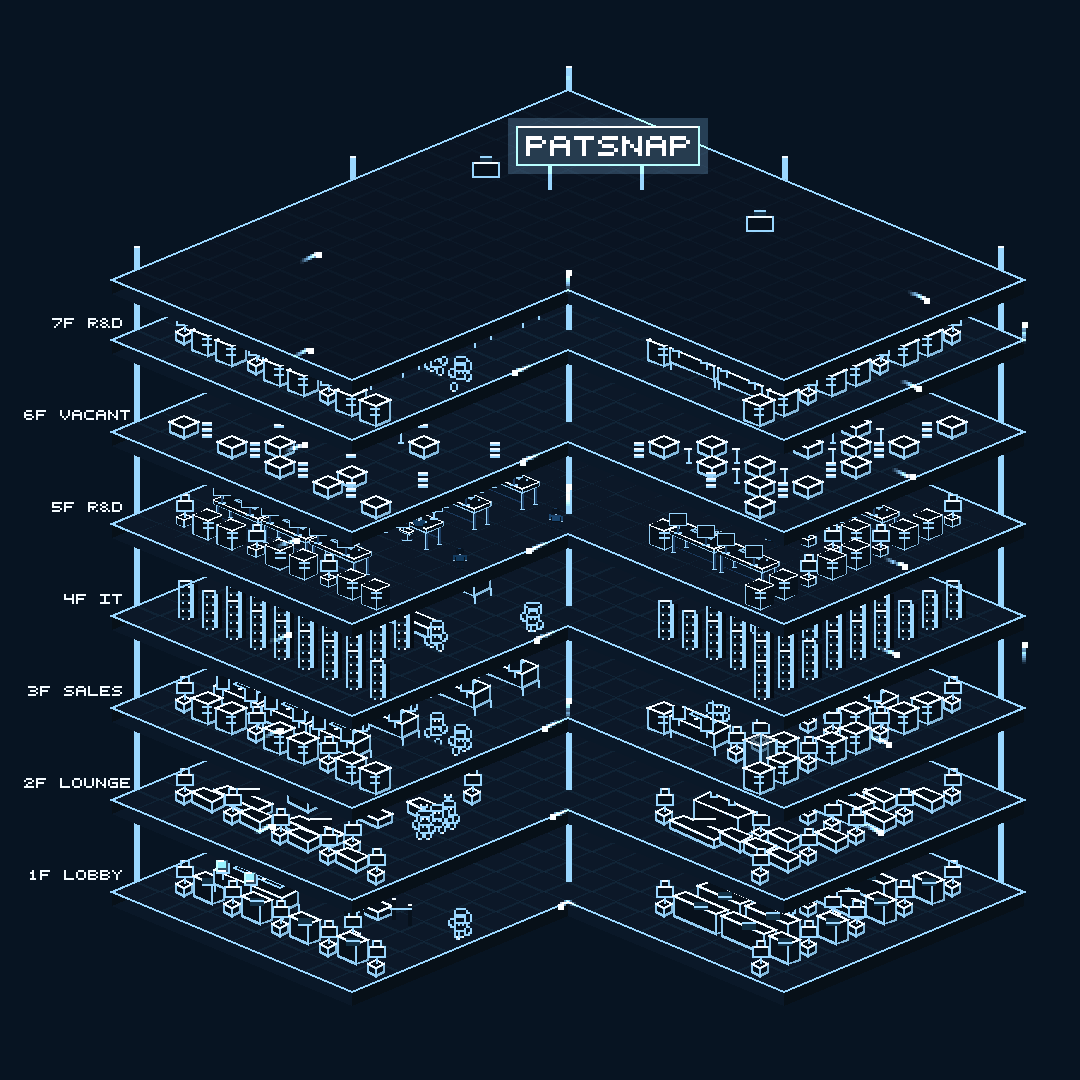 PATSNAP
7F R&D
6F VACANT
5F R&D
4F IT
3F SALES
2F LOUNGE
1F LOBBY